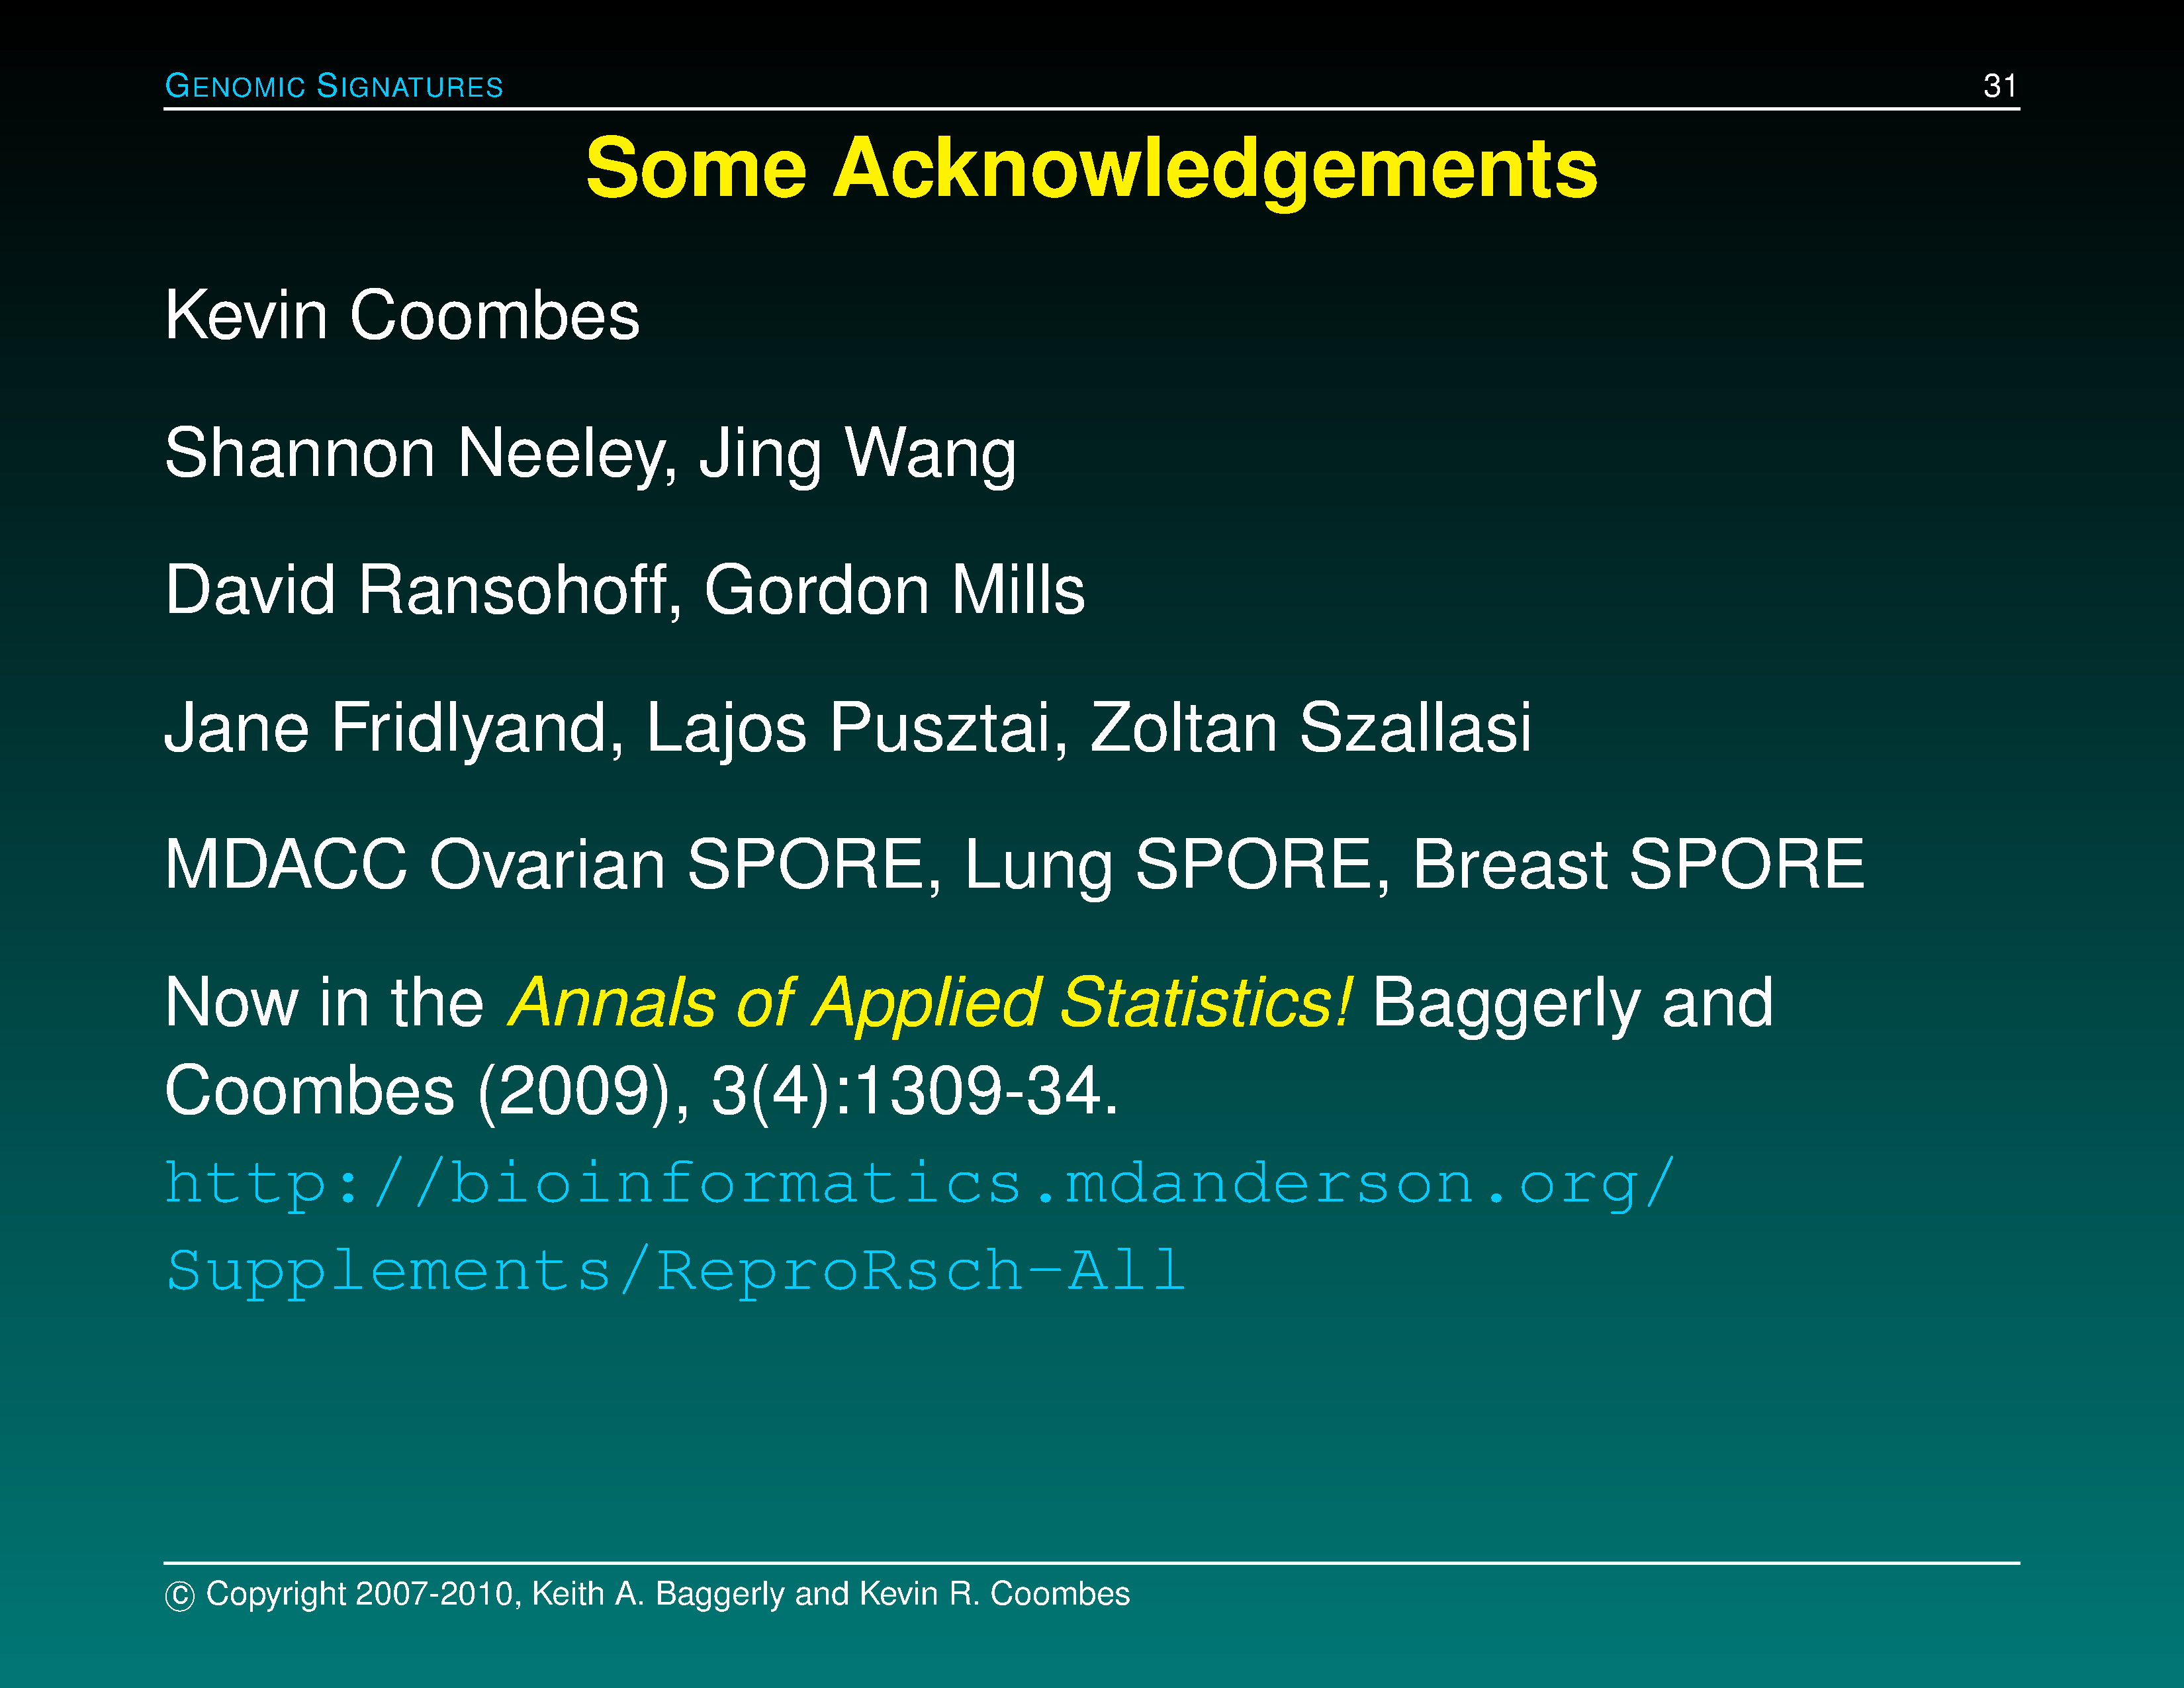 GENOMIC SIGNATURES 31
Some Acknowledgements
Kevin Coombes
Shannon Neeley, Jing Wang
David Ransohoff, Gordon Mills
Jane Fridlyand, Lajos Pusztai, Zoltan Szallasi
MDACC Ovarian SPORE, Lung SPORE, Breast SPORE
Now in the Annals of Applied Statistics! Baggerly and
Coombes (2009), 3(4):1309-34.
http://bioinformatics.mdanderson.org/
Supplements/ReproRsch-All
© Copyright 2007-2010, Keith A. Baggerly and Kevin R. Coombes